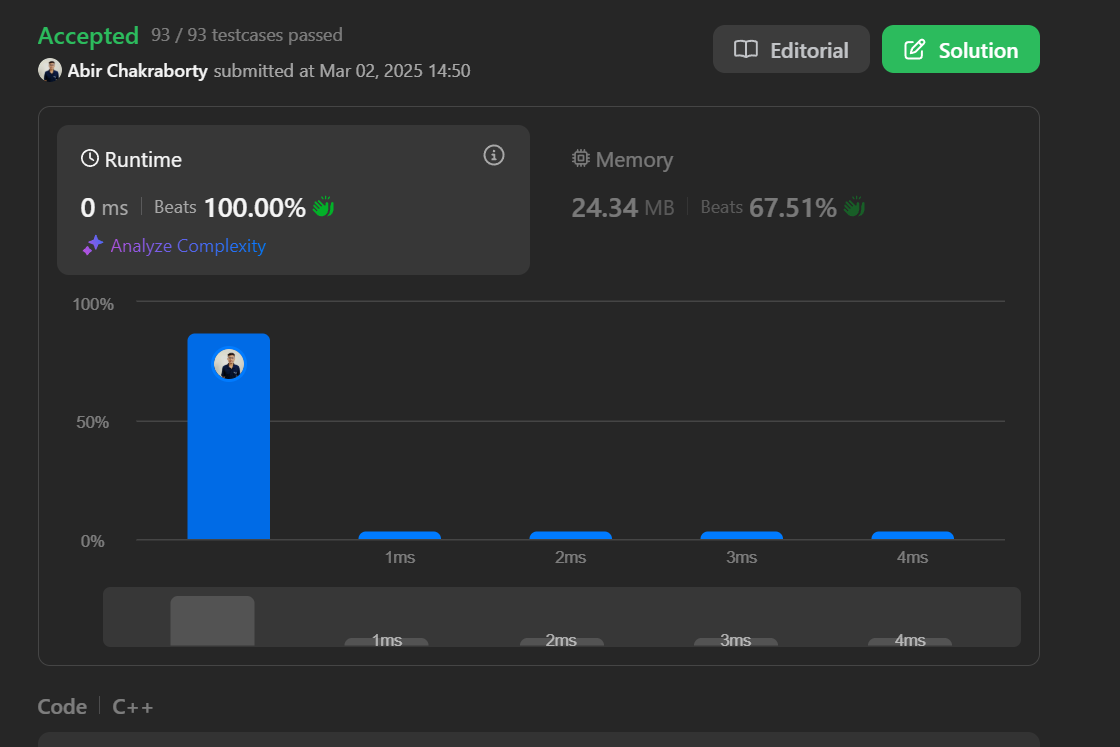 Accepted 93 / 93 testcases passed
Abir Chakraborty submitted at Mar 02, 2025 14:50
Editorial
Solution
Runtime
0 ms Beats 100.00%
Analyze Complexity
Memory
24.34 MB Beats 67.51%
100%
50%
0%
1ms 2ms 3ms 4ms
1ms 2ms 3ms 4ms
Code C++